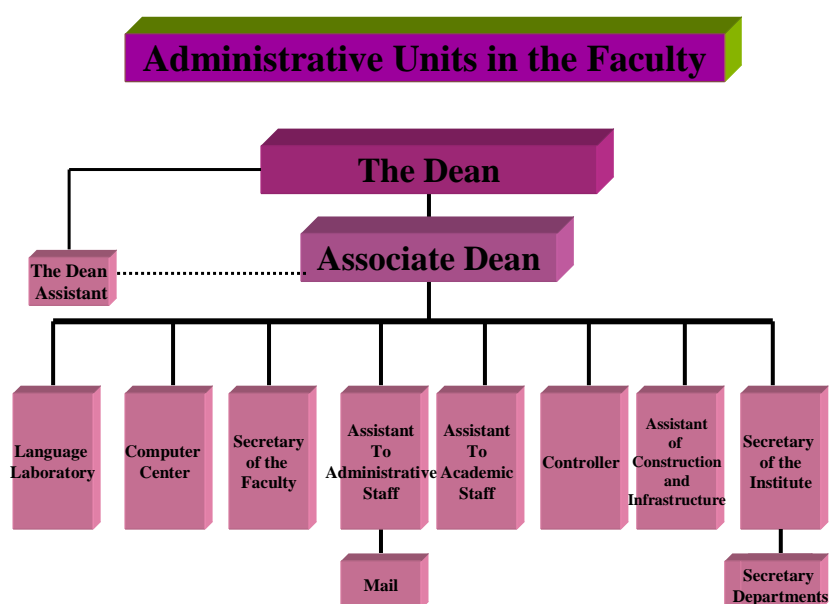 Administrative Units in the Faculty
The Dean
Associate Dean
The Dean
Assistant
Language
Laboratory
Computer
Center
Secretary
of the
Faculty
Assistant
To
Administrative
Staff
Assistant
To
Academic
Staff
Controller
Assistant
of
Construction
and
Infrastructure
Secretary
of the
Institute
Mail
Secretary
Departments